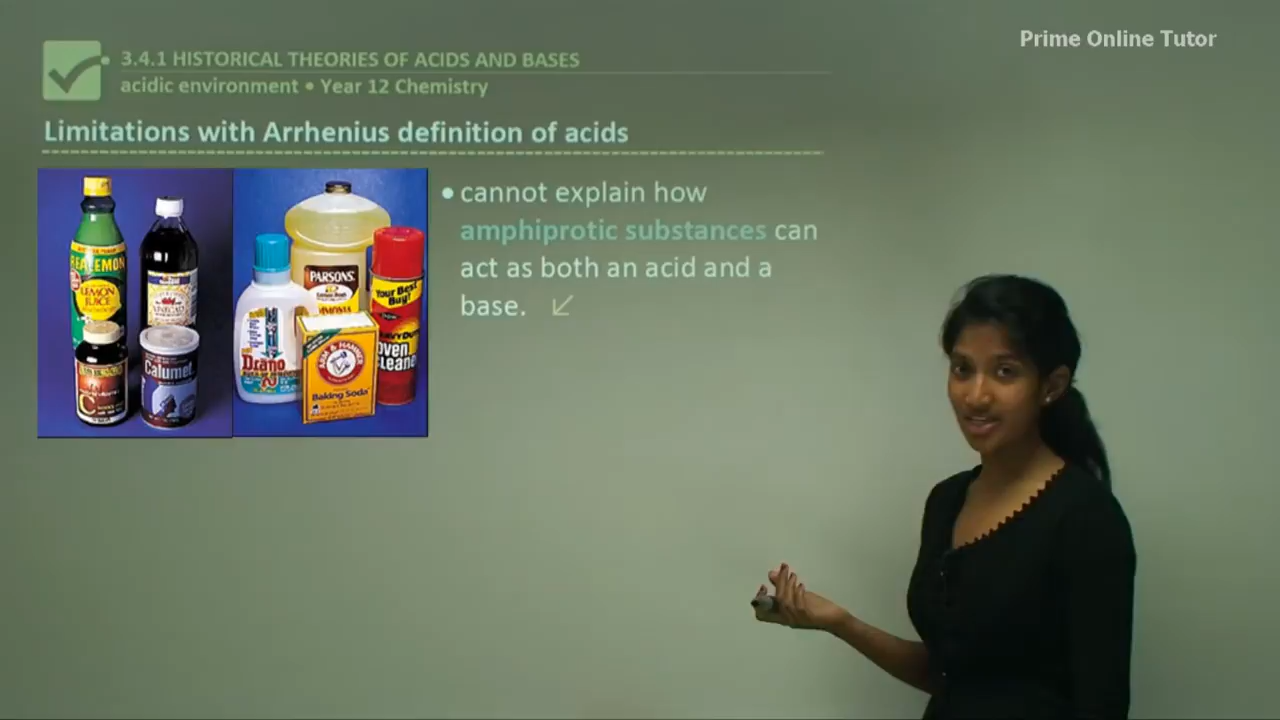 Prime Online Tutor
3.4.1 HISTORICAL THEORIES OF ACIDS AND BASES
acidic environment • Year 12 Chemistry
Limitations with Arrhenius definition of acids
• cannot explain how
amphiprotic substances can
act as both an acid and a
base.
REALEMON
LEMON
JUICE
Calumet
C
PARSONS.
Drano
ARM & HAMMER
Baking Soda
Your Best
Buy!